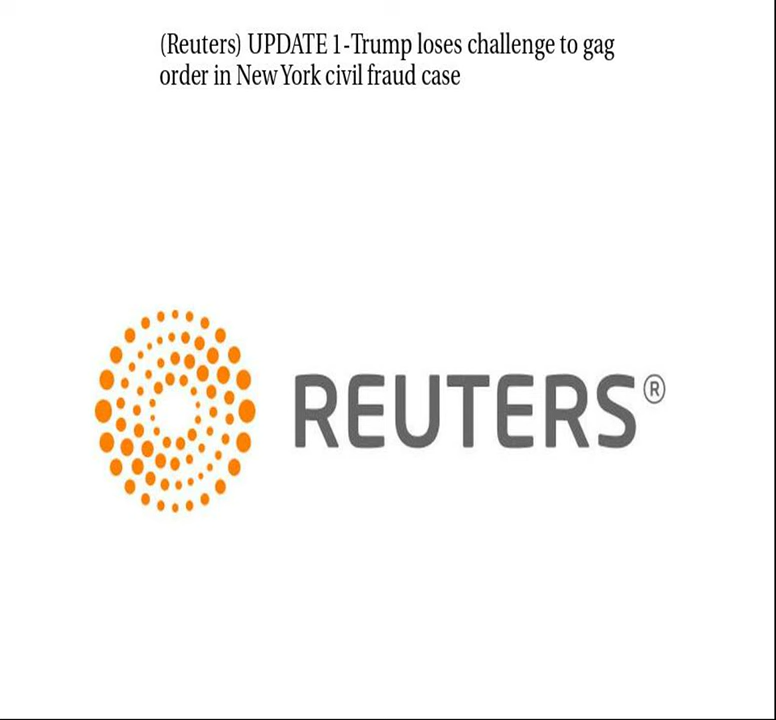 (Reuters) UPDATE 1-Trump loses challenge to gag
order in New York civil fraud case
REUTERS®